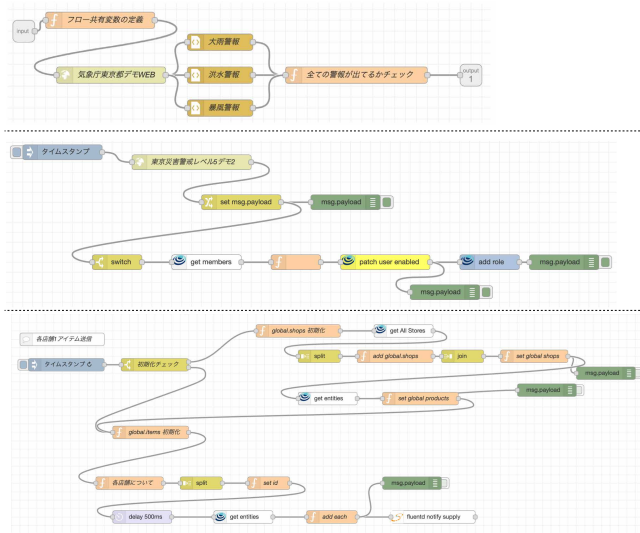 input
フロー共有変数の定義
大雨警報
気象庁東京都デモWEB
洪水警報
全ての警報が出てるかチェック
output
1
暴風警報
タイムスタンプ
東京災害警戒レベル5デモ2
set msg.payload
msg.payload
switch
get members
patch user enabled
add role
msg.payload
msg.payload
各店舗1アイテム送信
global.shops 初期化
get All Stores
タイムスタンプ ↻
初期化チェック
split
add global.shops
join
set global shops
msg.payload
get entities
set global products
msg.payload
global.items 初期化
各店舗について
split
set id
msg.payload
delay 500ms
get entities
add each
fluentd notify supply